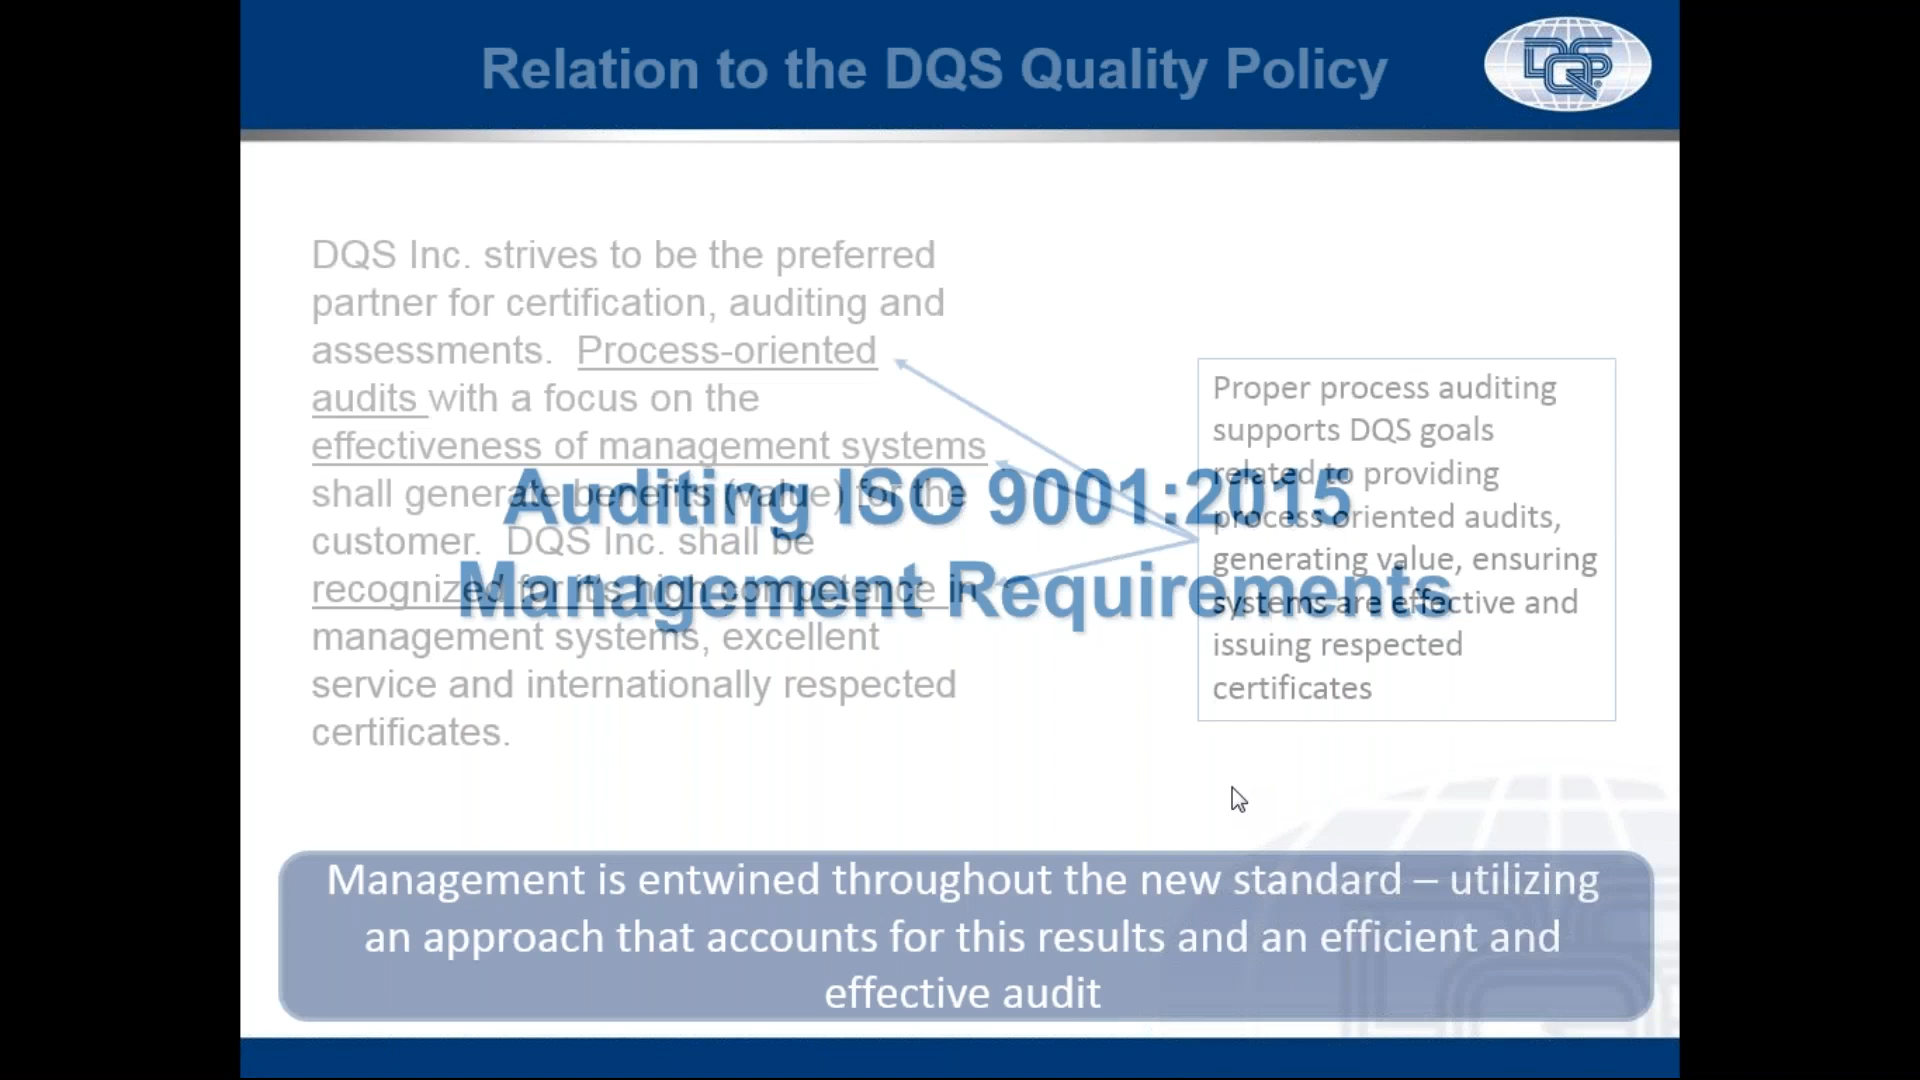 Relation to the DQS Quality Policy
DQS
DQS Inc. strives to be the preferred
partner for certification, auditing and
assessments. Process-oriented
audits with a focus on the
effectiveness of management systems
shall generate benefits (value) for the
customer. DQS Inc. shall be
recognized for it's high competence in
management systems, excellent
service and internationally respected
certificates.
Auditing ISO 9001:2015
Management Requirements
Proper process auditing
supports DQS goals
related to providing
process oriented audits,
generating value, ensuring
systems are effective and
issuing respected
certificates
Management is entwined throughout the new standard – utilizing
an approach that accounts for this results and an efficient and
effective audit